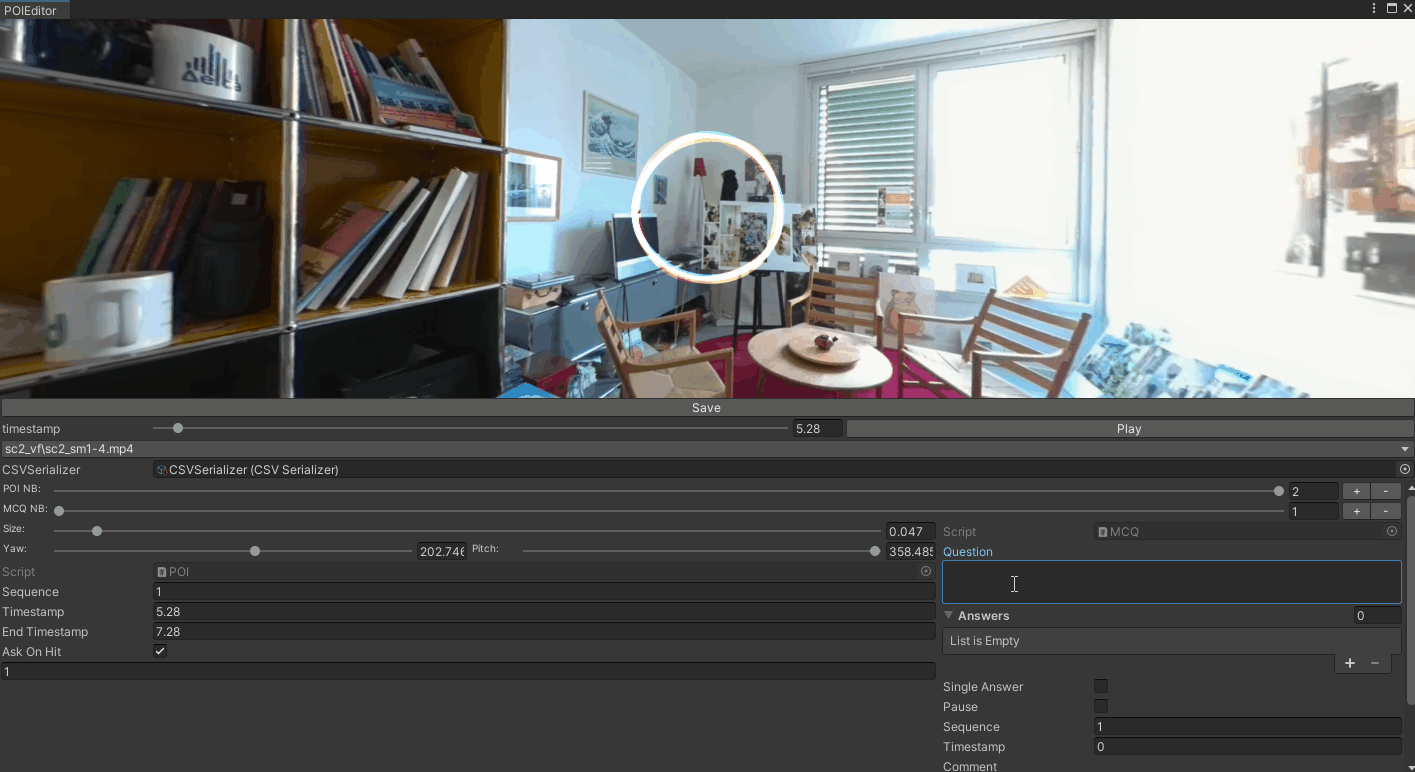 POIEditor
Save
timestamp 5.28 Play
sc2_vf\sc2_sm1-4.mp4
CSVSerializer CSVSerializer (CSV Serializer)
POI NB: 2 + -
MCQ NB: 1 + -
Size: 0.047
Yaw: 202.746 Pitch: 358.485
Script POI
Sequence 1
Timestamp 5.28
End Timestamp 7.28
Ask On Hit
1
Script MCQ
Question
Answers 0
List is Empty
+ −
Single Answer
Pause
Sequence 1
Timestamp 0
Comment